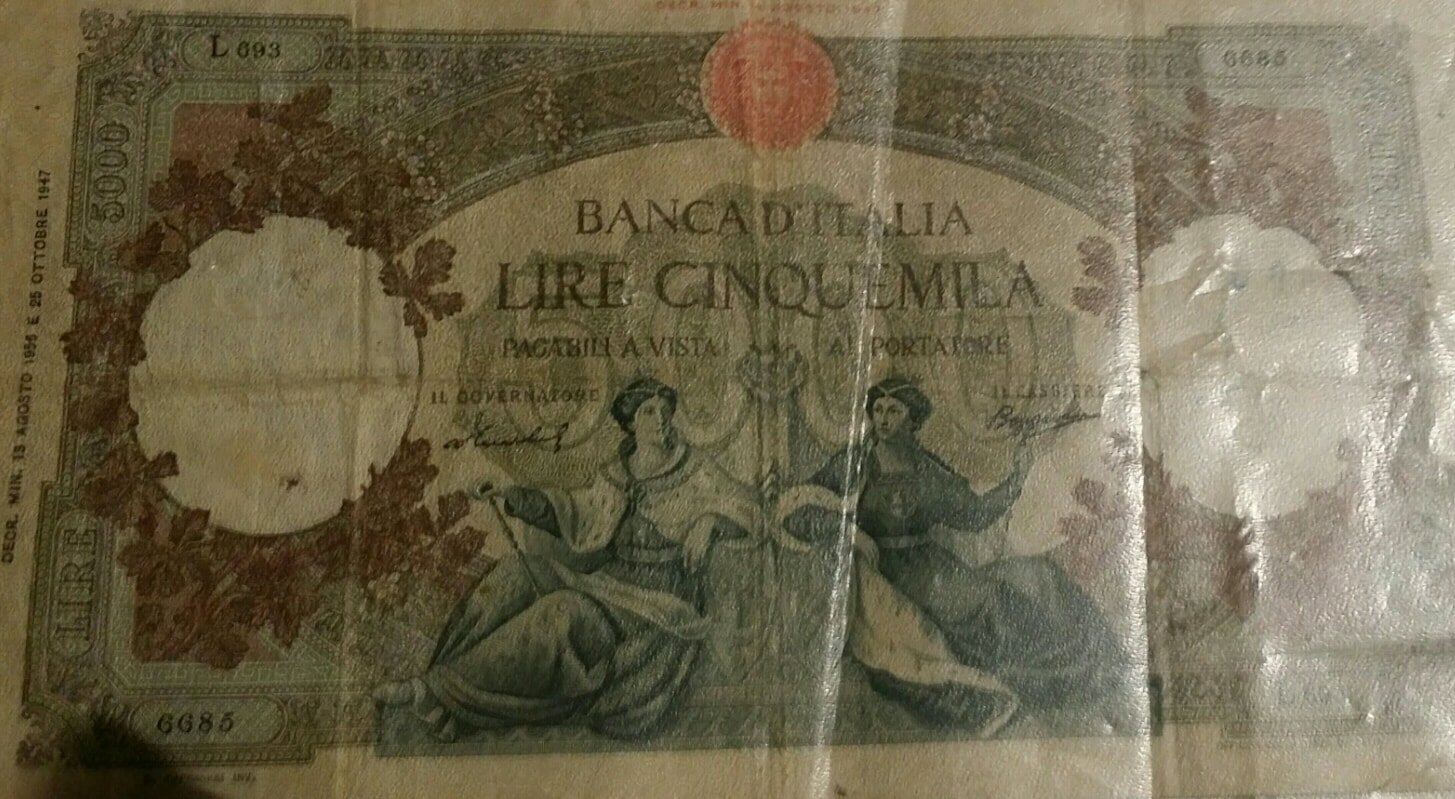 L 693
6685
5000
DECR. MIN. 13 AGOSTO 1956 E 25 OTTOBRE 1947
BANCA D'ITALIA
LIRE CINQUEMILA
PAGABILI A VISTA AL PORTATORE
IL GOVERNATORE
IL CASSIERE
LIRE
6685